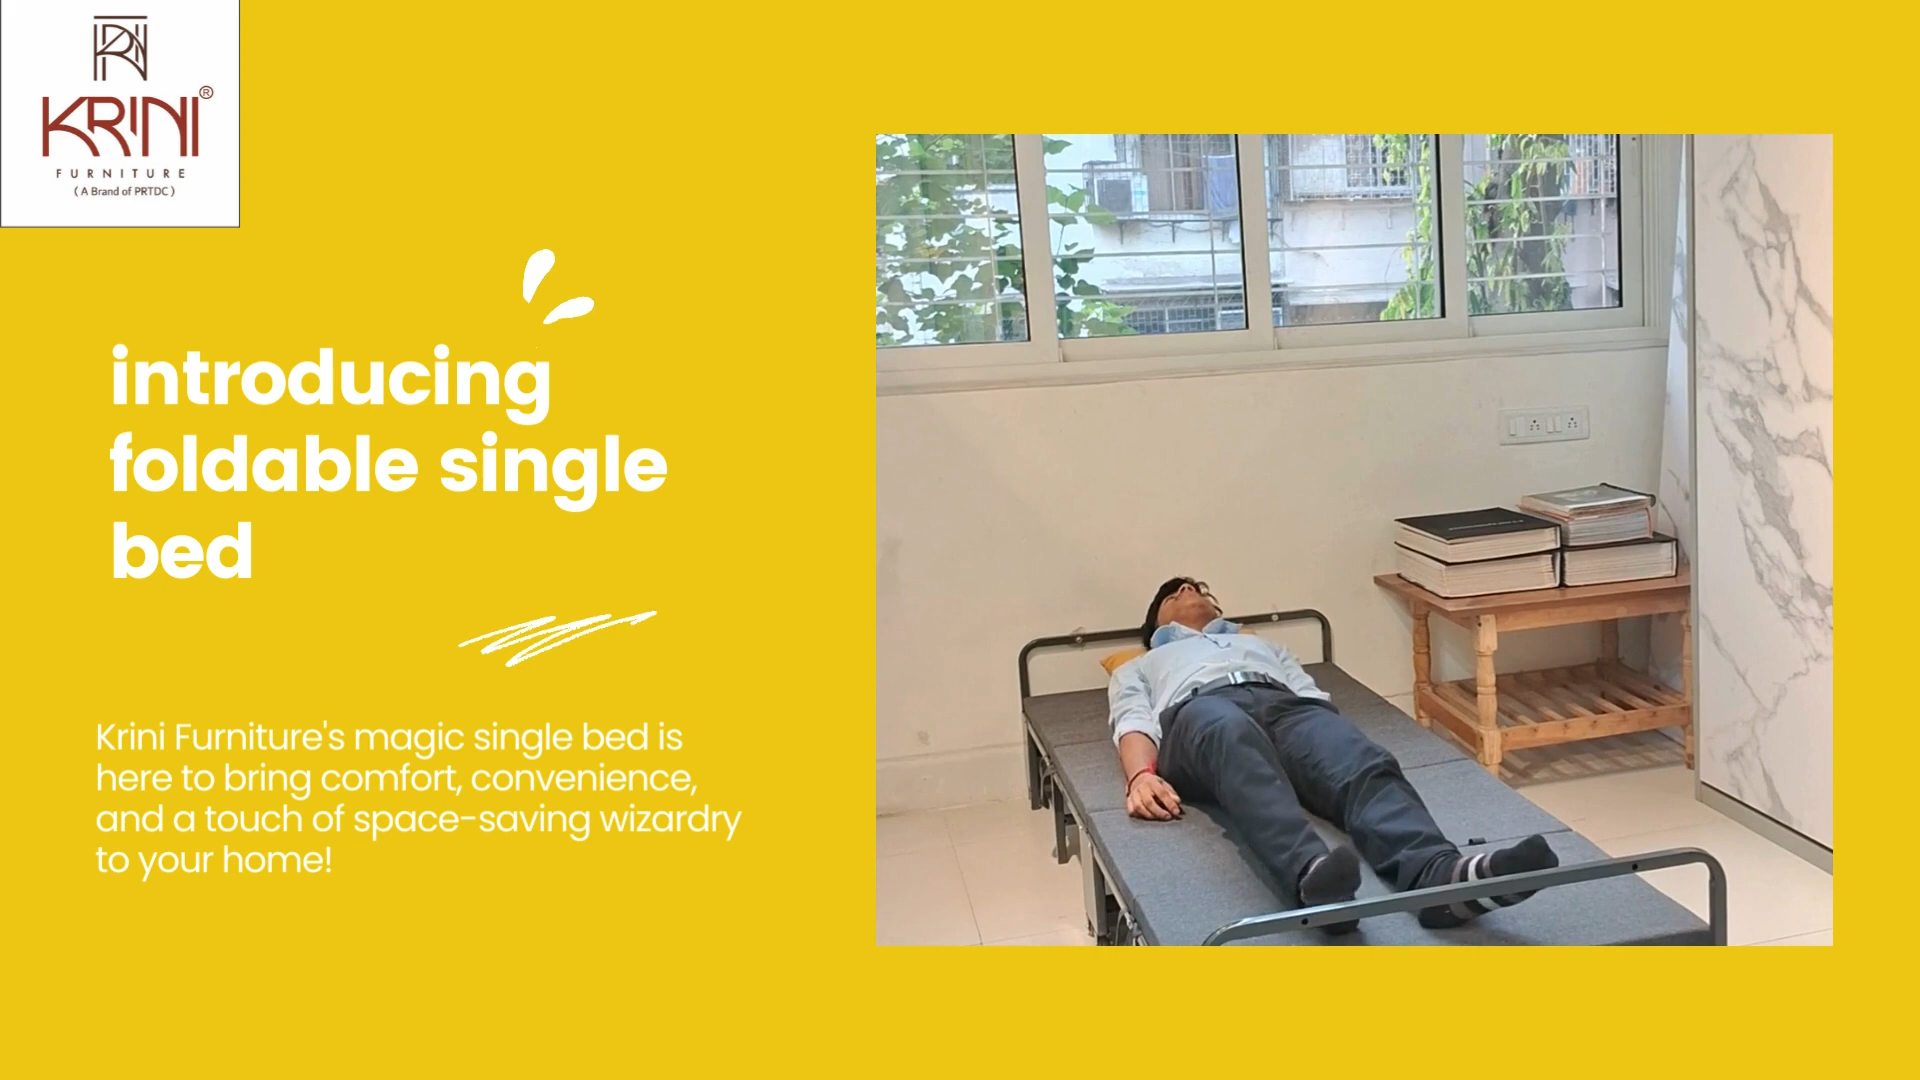 KRINI®
FURNITURE
(A Brand of PRTDC)
introducing
foldable single
bed
Krini Furniture's magic single bed is
here to bring comfort, convenience,
and a touch of space-saving wizardry
to your home!